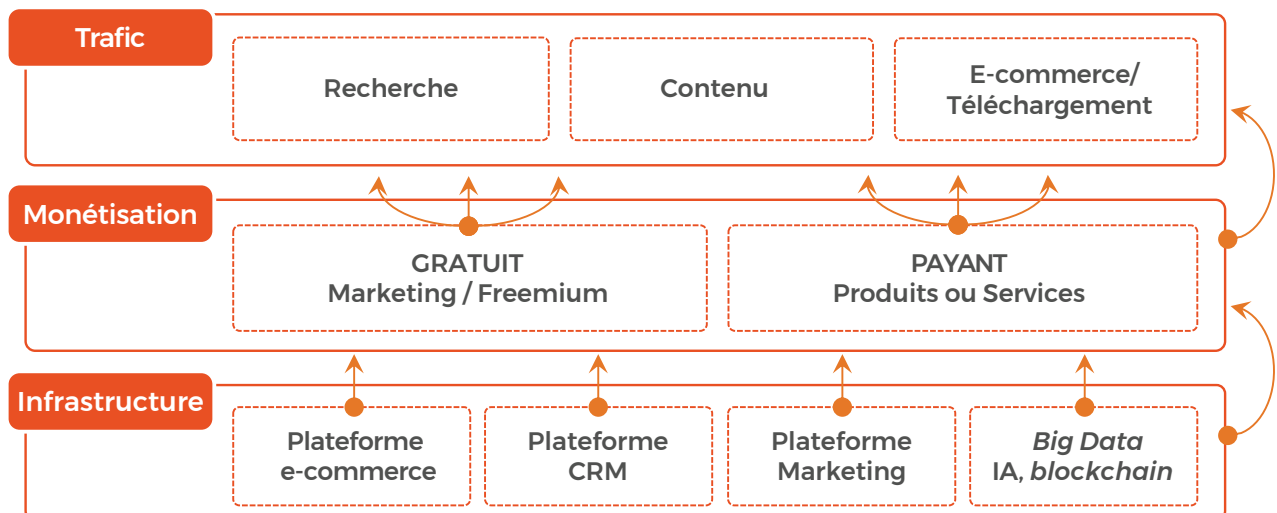 Trafic
Recherche
Contenu
E-commerce/
Téléchargement
Monétisation
GRATUIT
Marketing / Freemium
PAYANT
Produits ou Services
Infrastructure
Plateforme
e-commerce
Plateforme
CRM
Plateforme
Marketing
Big Data
IA, blockchain